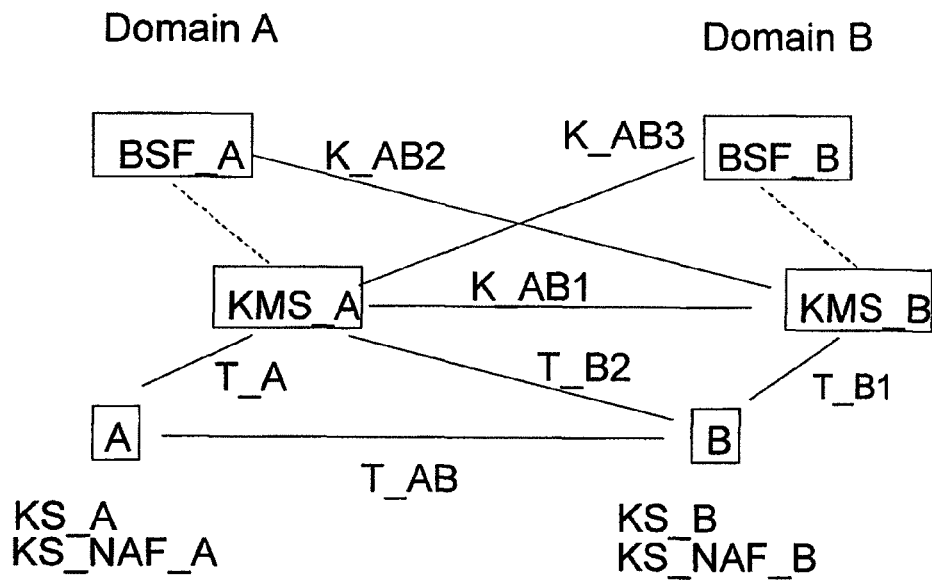 Domain A
Domain B
BSF_A
K_AB2
K_AB3
BSF_B
KMS_A
K_AB1
KMS_B
T_A
T_B2
T_B1
A
B
T_AB
KS_A
KS_NAF_A
KS_B
KS_NAF_B